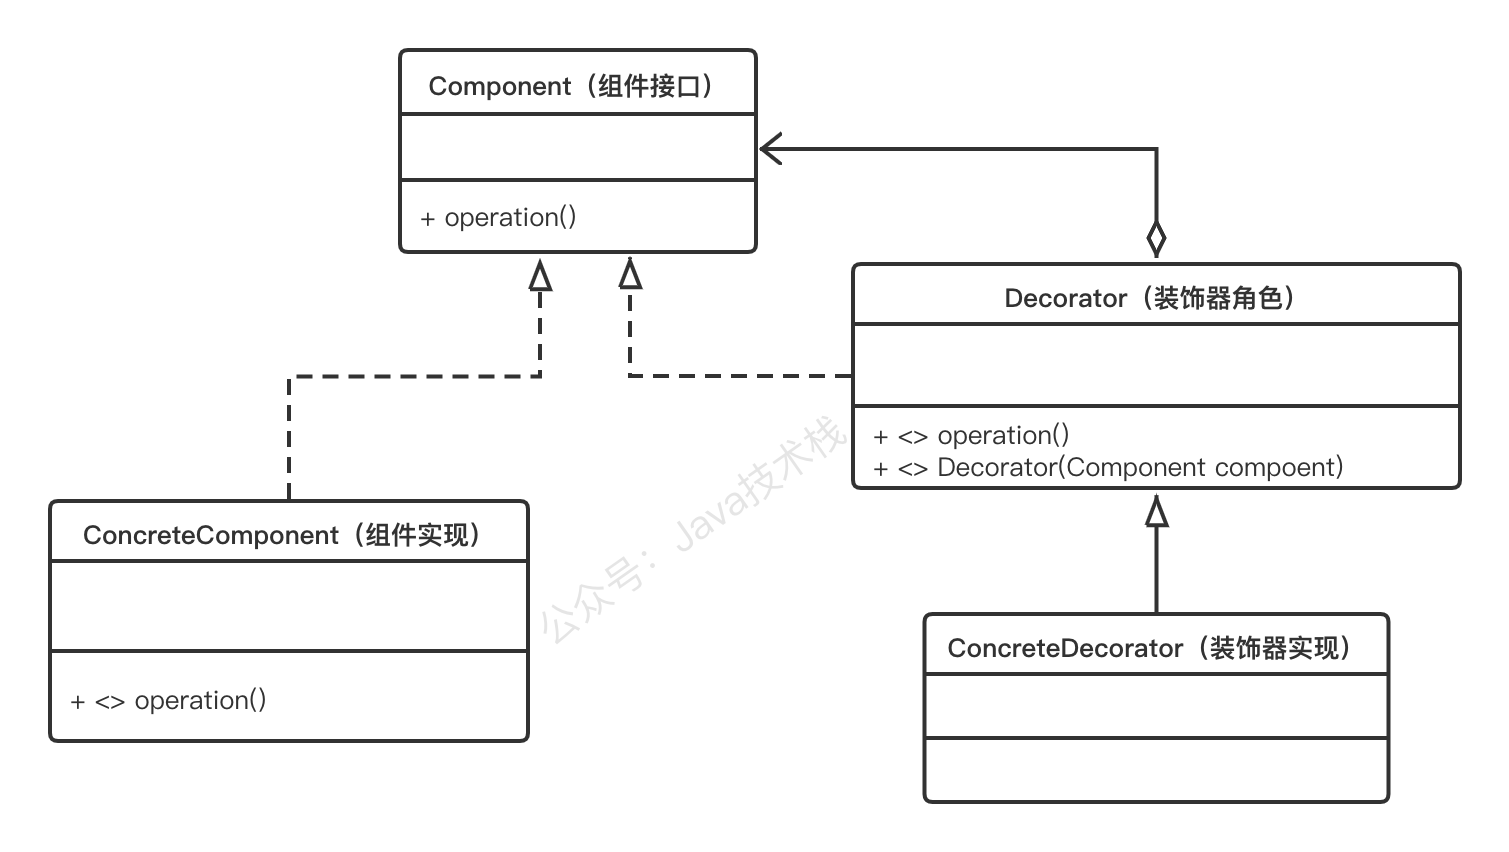 Component（组件接口）
+ operation()
Decorator（装饰器角色）
+ <> operation()
+ <> Decorator(Component compoent)
ConcreteComponent（组件实现）
+ <> operation()
ConcreteDecorator（装饰器实现）
公众号：Java技术栈